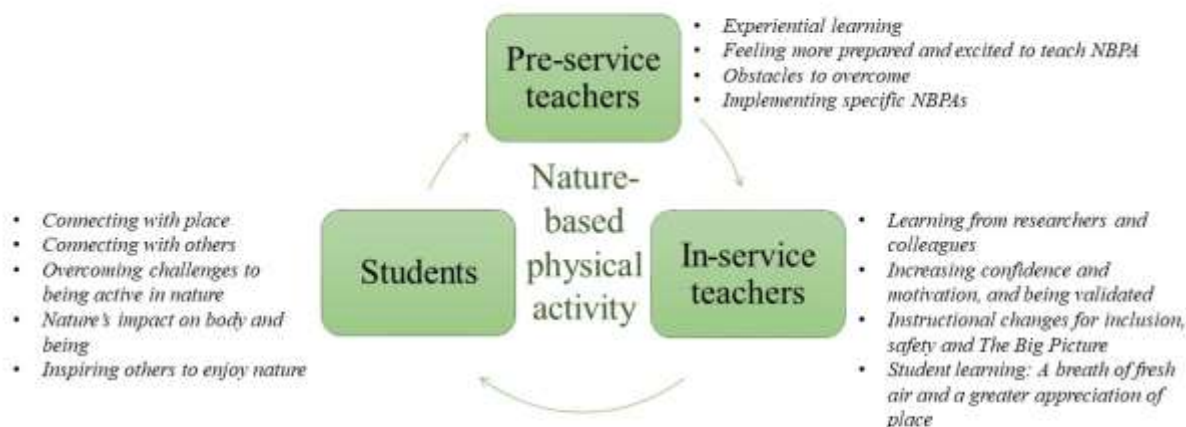 Pre-service
teachers
• Experiential learning
• Feeling more prepared and excited to teach NBPA
• Obstacles to overcome
• Implementing specific NBPAs
Nature-
based
physical
activity
Students
• Connecting with place
• Connecting with others
• Overcoming challenges to
being active in nature
• Nature's impact on body and
being
• Inspiring others to enjoy nature
In-service
teachers
• Learning from researchers and
colleagues
• Increasing confidence and
motivation, and being validated
• Instructional changes for inclusion,
safety and The Big Picture
• Student learning: A breath of fresh
air and a greater appreciation of
place